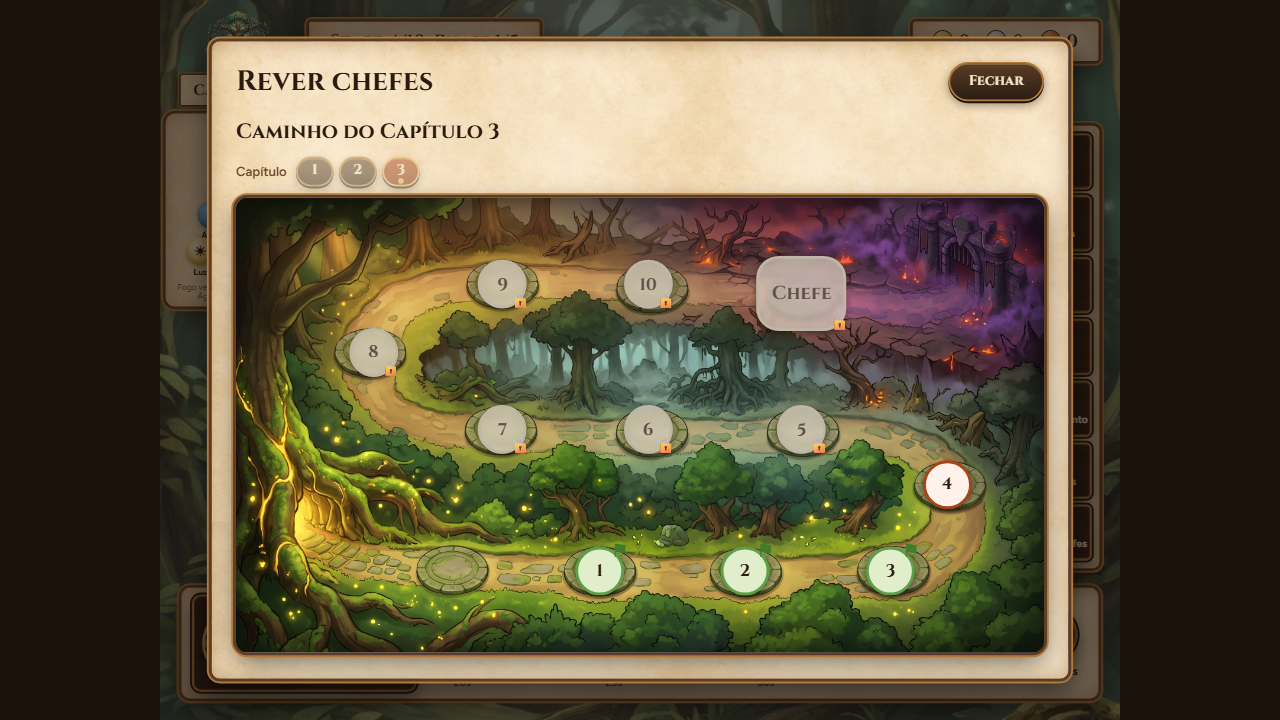 Rever chefes
Fechar
Caminho do Capítulo 3
Capítulo 1 2 3
9 10 Chefe
8
7 6 5
4
1 2 3